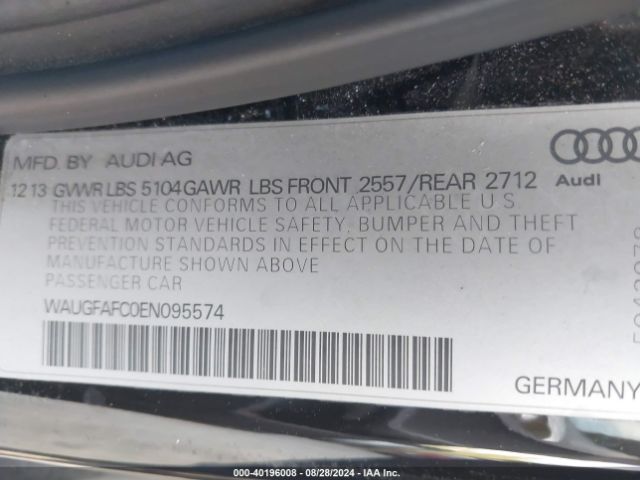 MFD. BY AUDI AG
12 13 GVWR LBS 5104 GAWR LBS FRONT 2557/REAR 2712
Audi
THIS VEHICLE CONFORMS TO ALL APPLICABLE U.S.
FEDERAL MOTOR VEHICLE SAFETY, BUMPER AND THEFT
PREVENTION STANDARDS IN EFFECT ON THE DATE OF
MANUFACTURE SHOWN ABOVE
PASSENGER CAR
WAUGFAFC0EN095574
GERMANY
000-40196008 - 08/28/2024 - IAA Inc.